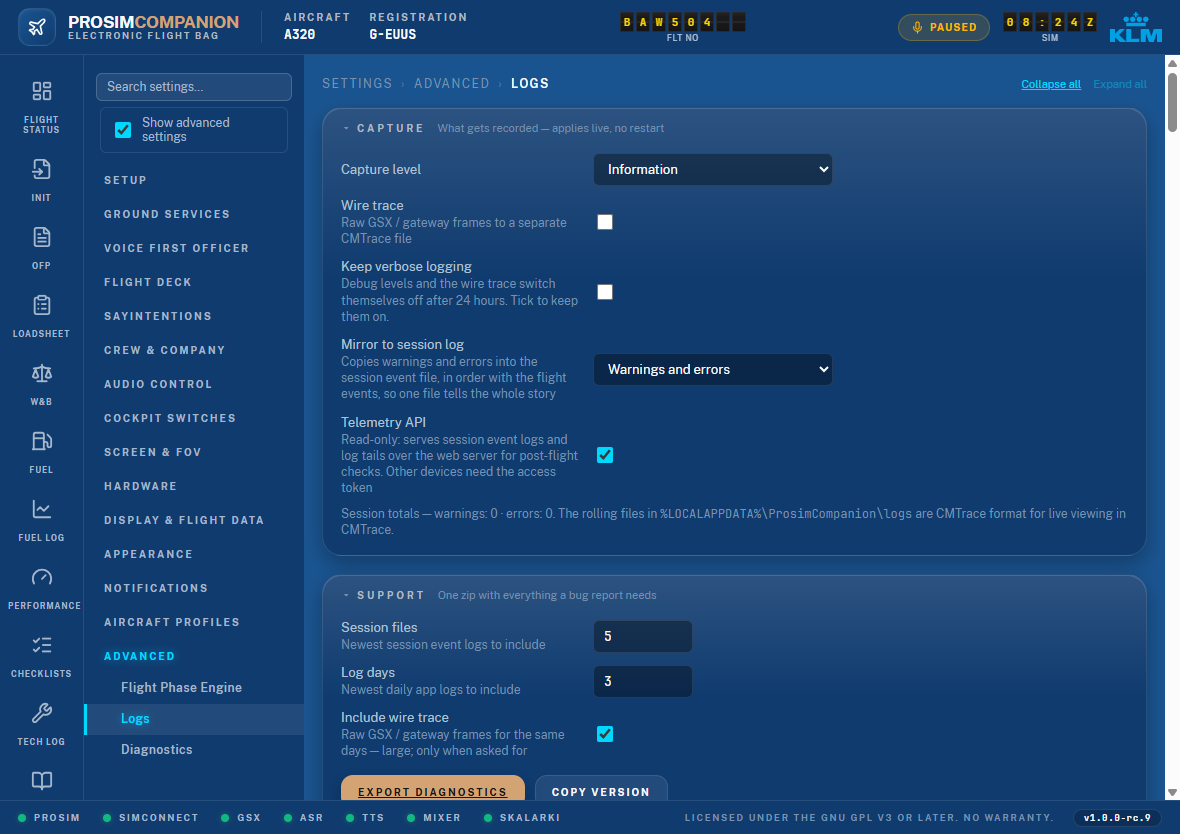 PROSIMCOMPANION
ELECTRONIC FLIGHT BAG
AIRCRAFT
A320
REGISTRATION
G-EUUS
BAW504
FLT NO
PAUSED
08:24Z
SIM
KLM
FLIGHT STATUS
INIT
OFP
LOADSHEET
W&B
FUEL
FUEL LOG
PERFORMANCE
CHECKLISTS
TECH LOG
Search settings...
Show advanced
settings
SETUP
GROUND SERVICES
VOICE FIRST OFFICER
FLIGHT DECK
SAYINTENTIONS
CREW & COMPANY
AUDIO CONTROL
COCKPIT SWITCHES
SCREEN & FOV
HARDWARE
DISPLAY & FLIGHT DATA
APPEARANCE
NOTIFICATIONS
AIRCRAFT PROFILES
ADVANCED
Flight Phase Engine
Logs
Diagnostics
SETTINGS › ADVANCED › LOGS
Collapse all Expand all
CAPTURE What gets recorded — applies live, no restart
Capture level
Information
Wire trace
Raw GSX / gateway frames to a separate
CMTrace file
Keep verbose logging
Debug levels and the wire trace switch
themselves off after 24 hours. Tick to keep
them on.
Mirror to session log
Copies warnings and errors into the
session event file, in order with the flight
events, so one file tells the whole story
Warnings and errors
Telemetry API
Read-only: serves session event logs and
log tails over the web server for post-flight
checks. Other devices need the access
token
Session totals — warnings: 0 · errors: 0. The rolling files in %LOCALAPPDATA%\ProsimCompanion\logs are CMTrace format for live viewing in
CMTrace.
SUPPORT One zip with everything a bug report needs
Session files
Newest session event logs to include
5
Log days
Newest daily app logs to include
3
Include wire trace
Raw GSX / gateway frames for the same
days — large; only when asked for
EXPORT DIAGNOSTICS
COPY VERSION
PROSIM
SIMCONNECT
GSX
ASR
TTS
MIXER
SKALARKI
LICENSED UNDER THE GNU GPL V3 OR LATER. NO WARRANTY.
v1.0.0-rc.9